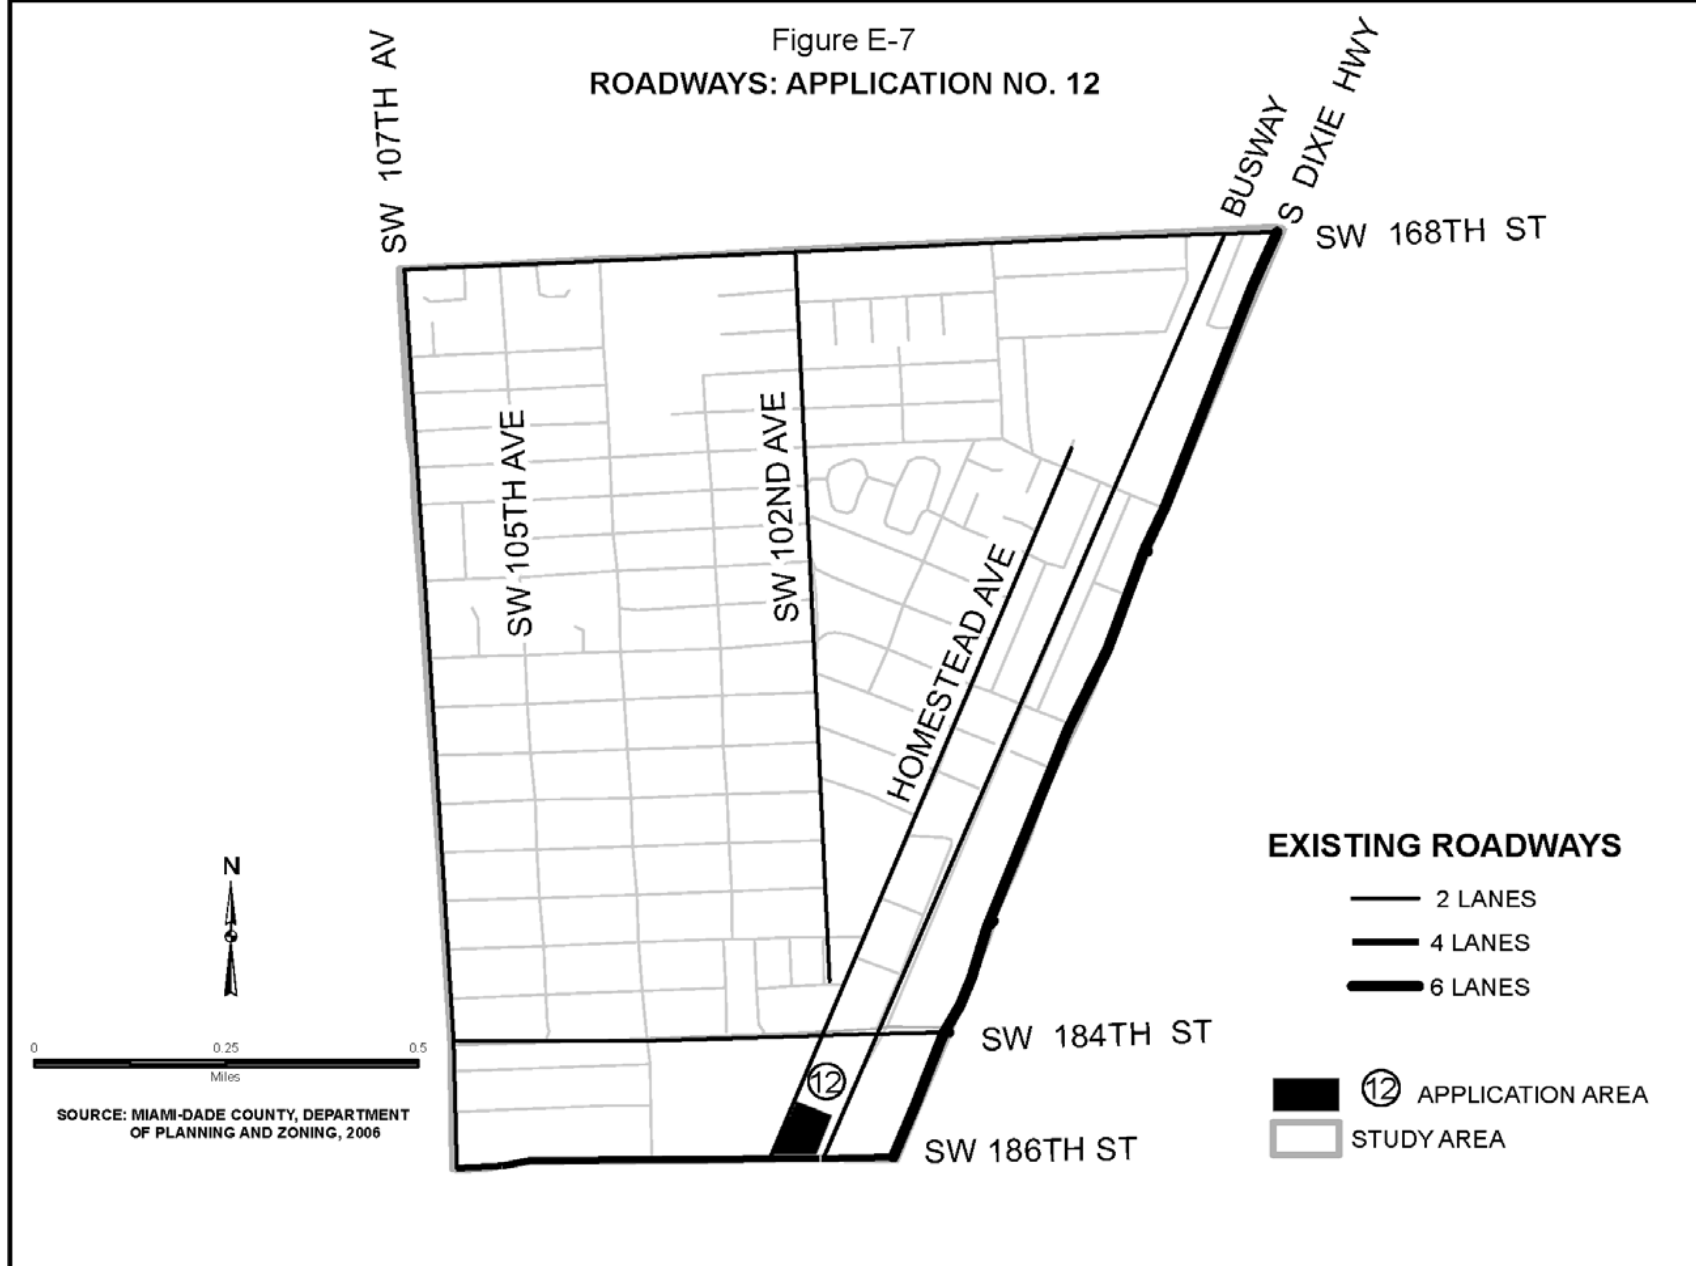 Figure E-7
ROADWAYS: APPLICATION NO. 12
SW 107TH AV
BUSWAY
S DIXIE HWY
SW 168TH ST
SW 105TH AVE
SW 102ND AVE
HOMESTEAD AVE
EXISTING ROADWAYS
2 LANES
4 LANES
6 LANES
N
0 0.25 0.5
Miles
SW 184TH ST
12
12 APPLICATION AREA
STUDY AREA
SOURCE: MIAMI-DADE COUNTY, DEPARTMENT
OF PLANNING AND ZONING, 2006
SW 186TH ST